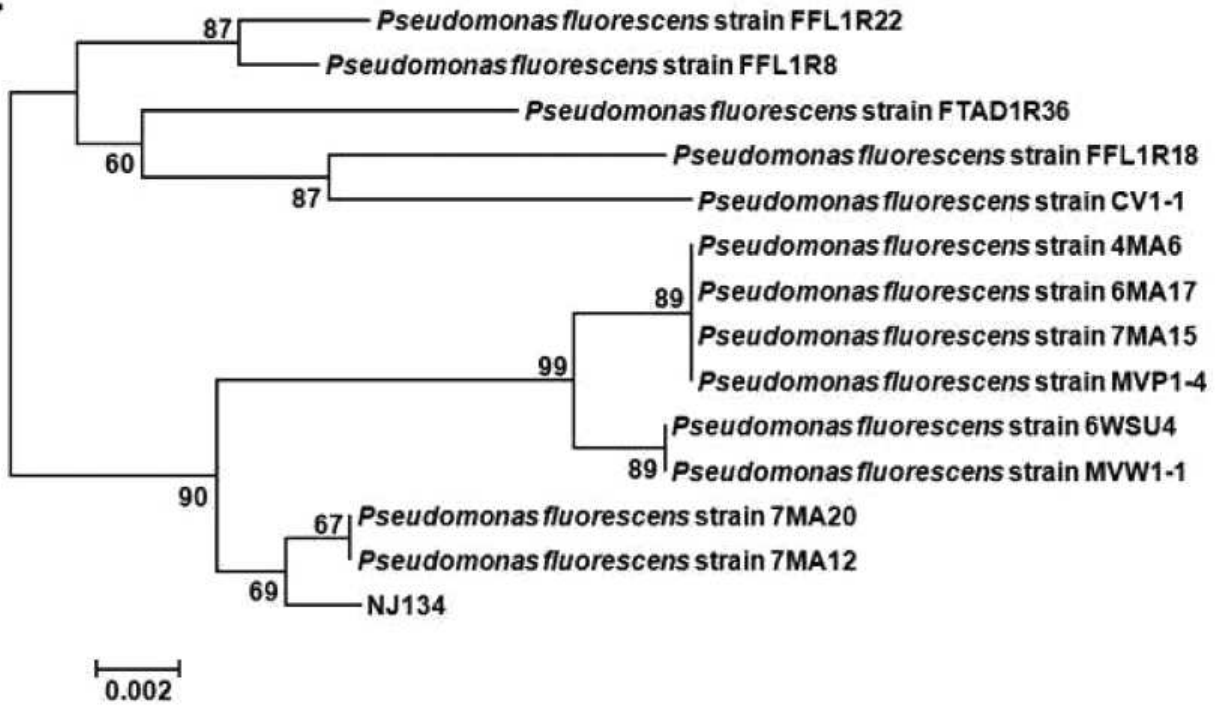 Pseudomonas fluorescens strain FFL1R22
87
Pseudomonas fluorescens strain FFL1R8
Pseudomonas fluorescens strain FTAD1R36
60
Pseudomonas fluorescens strain FFL1R18
87
Pseudomonas fluorescens strain CV1-1
Pseudomonas fluorescens strain 4MA6
89
Pseudomonas fluorescens strain 6MA17
Pseudomonas fluorescens strain 7MA15
99
Pseudomonas fluorescens strain MVP1-4
Pseudomonas fluorescens strain 6WSU4
89
Pseudomonas fluorescens strain MVW1-1
90
67
Pseudomonas fluorescens strain 7MA20
Pseudomonas fluorescens strain 7MA12
69
NJ134
0.002